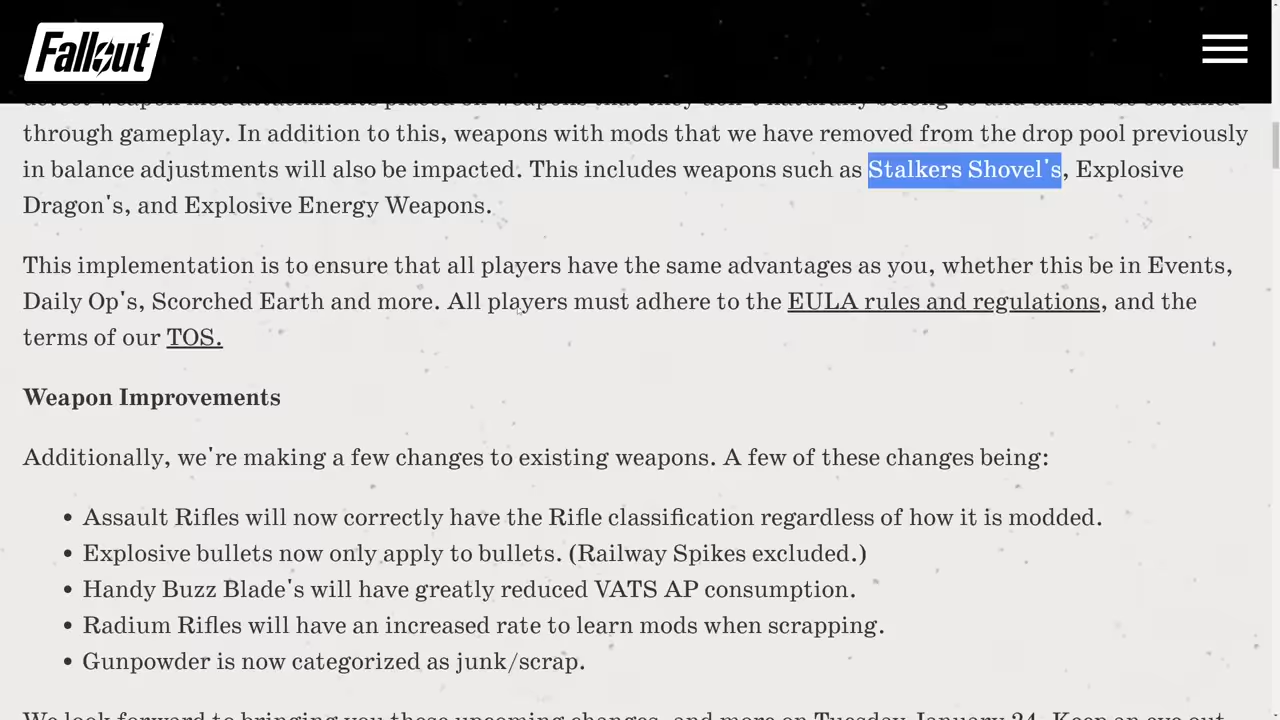 Fallout
detect weapon mod attachments placed on weapons that they don't naturally belong to and cannot be obtained
through gameplay. In addition to this, weapons with mods that we have removed from the drop pool previously
in balance adjustments will also be impacted. This includes weapons such as Stalkers Shovel's, Explosive
Dragon's, and Explosive Energy Weapons.
This implementation is to ensure that all players have the same advantages as you, whether this be in Events,
Daily Op's, Scorched Earth and more. All players must adhere to the EULA rules and regulations, and the
terms of our TOS.
Weapon Improvements
Additionally, we're making a few changes to existing weapons. A few of these changes being:
• Assault Rifles will now correctly have the Rifle classification regardless of how it is modded.
• Explosive bullets now only apply to bullets. (Railway Spikes excluded.)
• Handy Buzz Blade's will have greatly reduced VATS AP consumption.
• Radium Rifles will have an increased rate to learn mods when scrapping.
• Gunpowder is now categorized as junk/scrap.
We look forward to bringing you these upcoming changes, and more on Tuesday, January 24. Keep an eye out